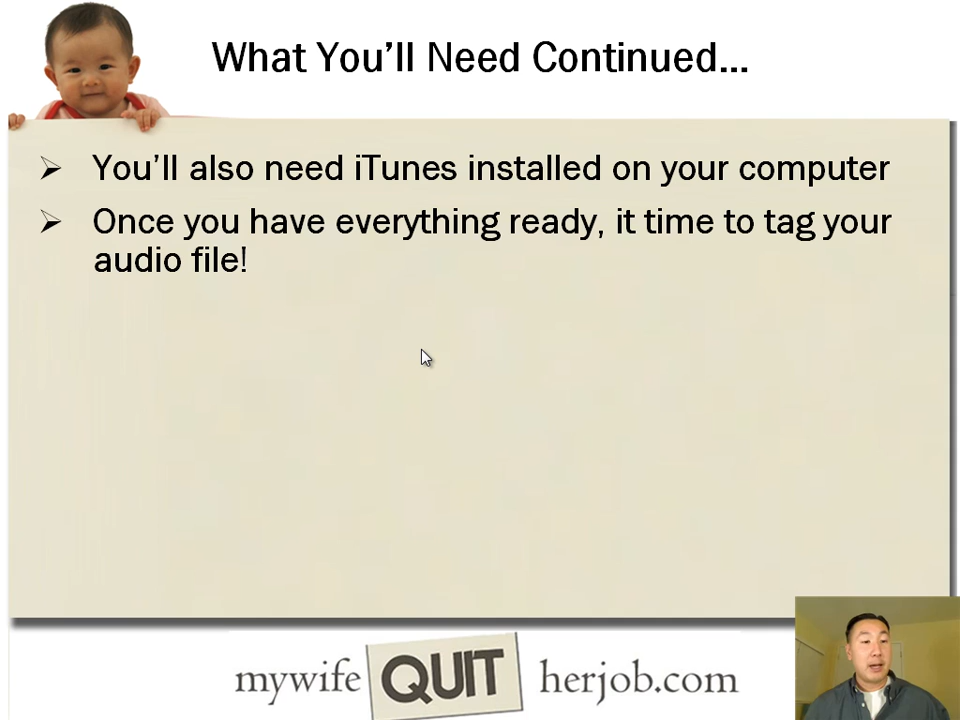 What You'll Need Continued...
➢ You'll also need iTunes installed on your computer
➢ Once you have everything ready, it time to tag your
audio file!
mywife QUIT herjob.com